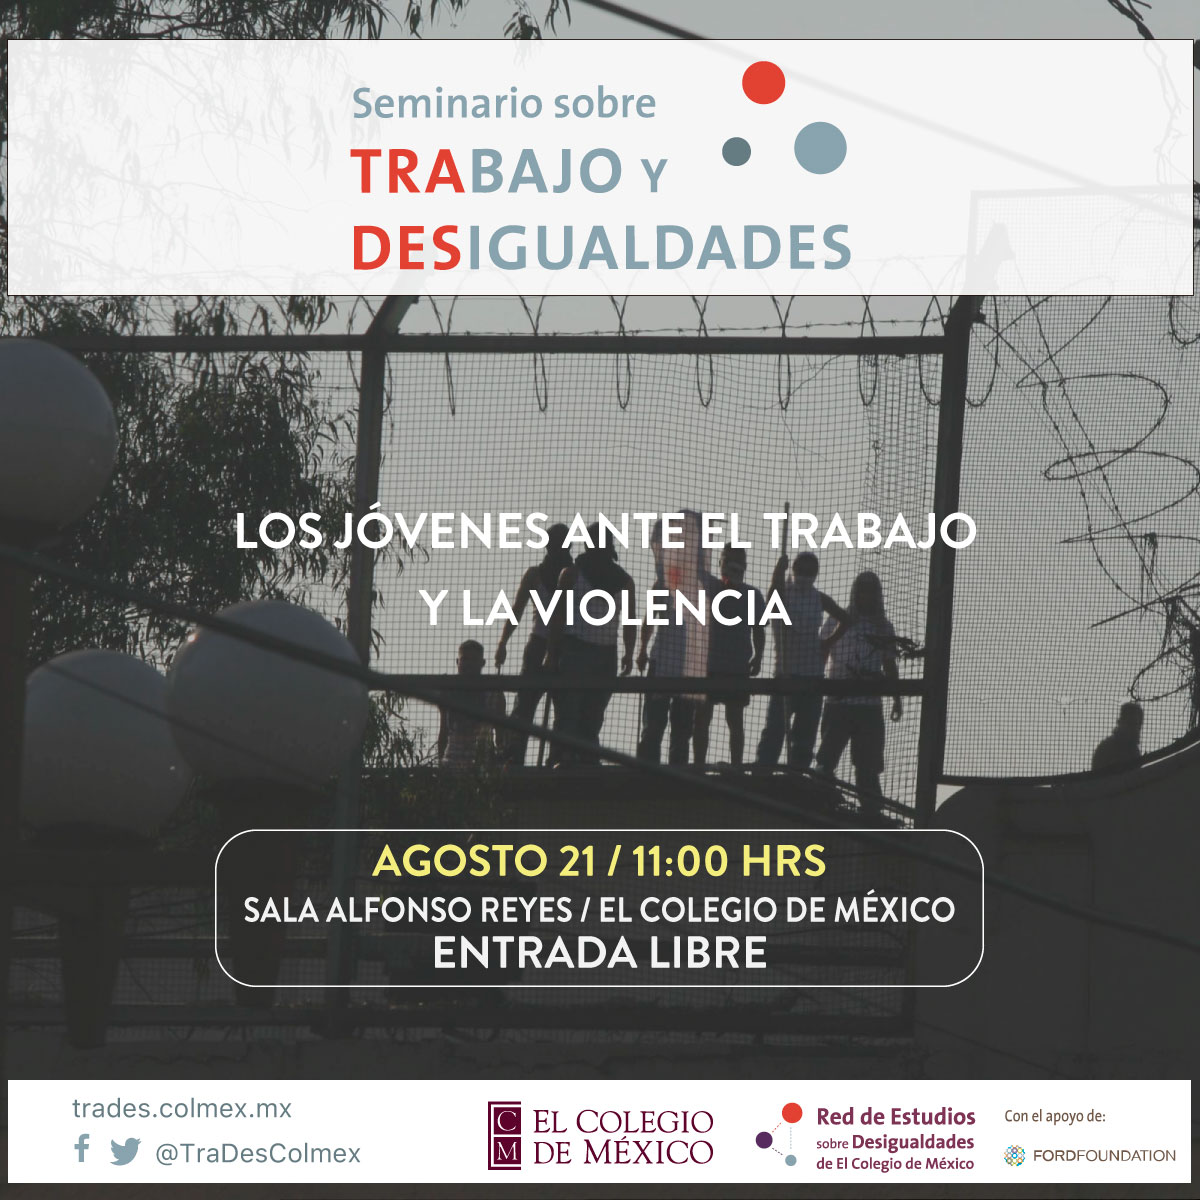 Seminario sobre
TRABAJO Y
DESIGUALDADES
LOS JÓVENES ANTE EL TRABAJO
Y LA VIOLENCIA
AGOSTO 21 / 11:00 HRS
SALA ALFONSO REYES / EL COLEGIO DE MÉXICO
ENTRADA LIBRE
trades.colmex.mx
@TraDesColmex
C
M
EL COLEGIO
DE MÉXICO
Red de Estudios
sobre Desigualdades
de El Colegio de México
Con el apoyo de:
FORDFOUNDATION